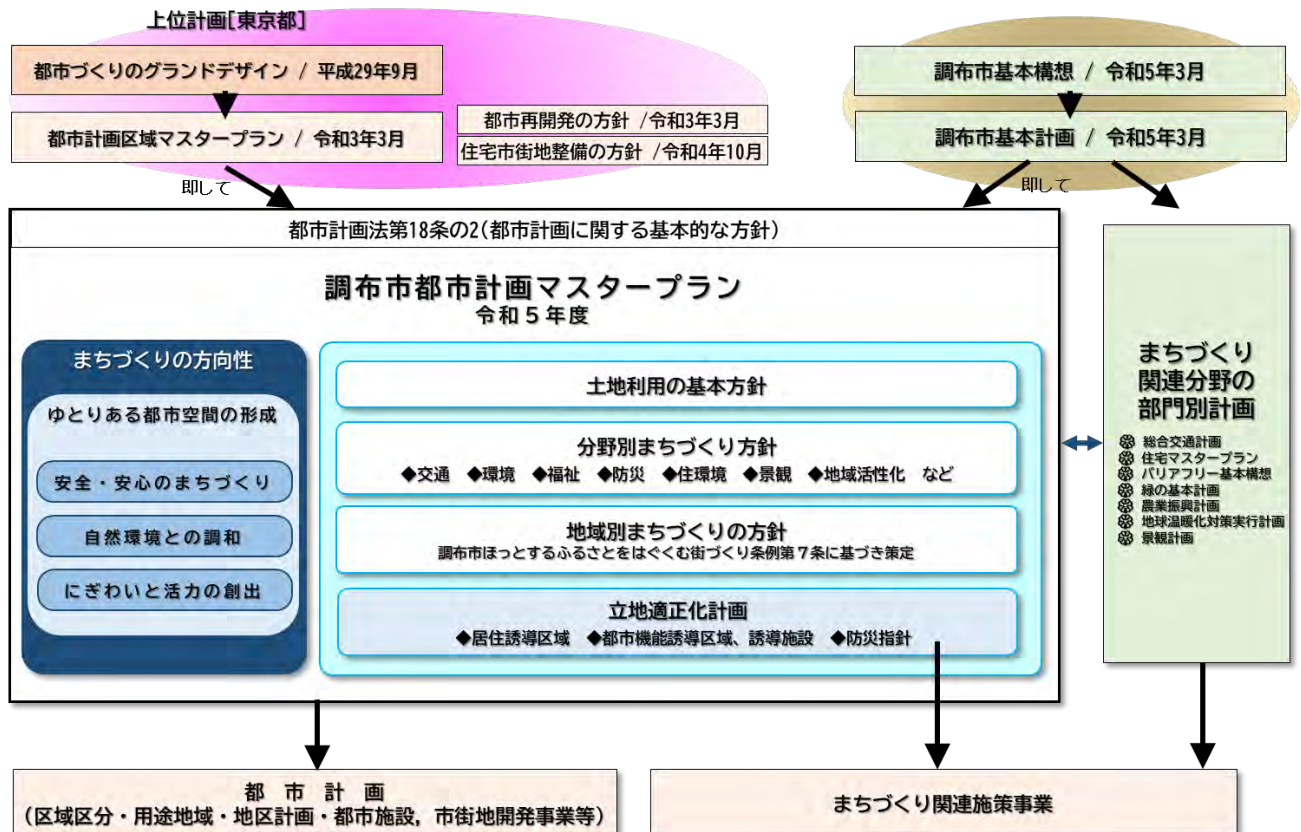 上位計画[東京都]
都市づくりのグランドデザイン / 平成29年9月
都市計画区域マスタープラン / 令和3年3月
都市再開発の方針 /令和3年3月
住宅市街地整備の方針 /令和4年10月
調布市基本構想 / 令和5年3月
調布市基本計画 / 令和5年3月
即して
即して
都市計画法第18条の2(都市計画に関する基本的な方針)
調布市都市計画マスタープラン
令和5年度
まちづくりの方向性
ゆとりある都市空間の形成
安全・安心のまちづくり
自然環境との調和
にぎわいと活力の創出
土地利用の基本方針
分野別まちづくり方針
◆交通 ◆環境 ◆福祉 ◆防災 ◆住環境 ◆景観 ◆地域活性化 など
地域別まちづくりの方針
調布市ほっとするふるさとをはぐくむ街づくり条例第7条に基づき策定
立地適正化計画
◆居住誘導区域 ◆都市機能誘導区域、誘導施設 ◆防災指針
まちづくり
関連分野の
部門別計画
総合交通計画
住宅マスタープラン
バリアフリー基本構想
緑の基本計画
農業振興計画
地球温暖化対策実行計画
景観計画
都 市 計 画
(区域区分・用途地域・地区計画・都市施設，市街地開発事業等)
まちづくり関連施策事業